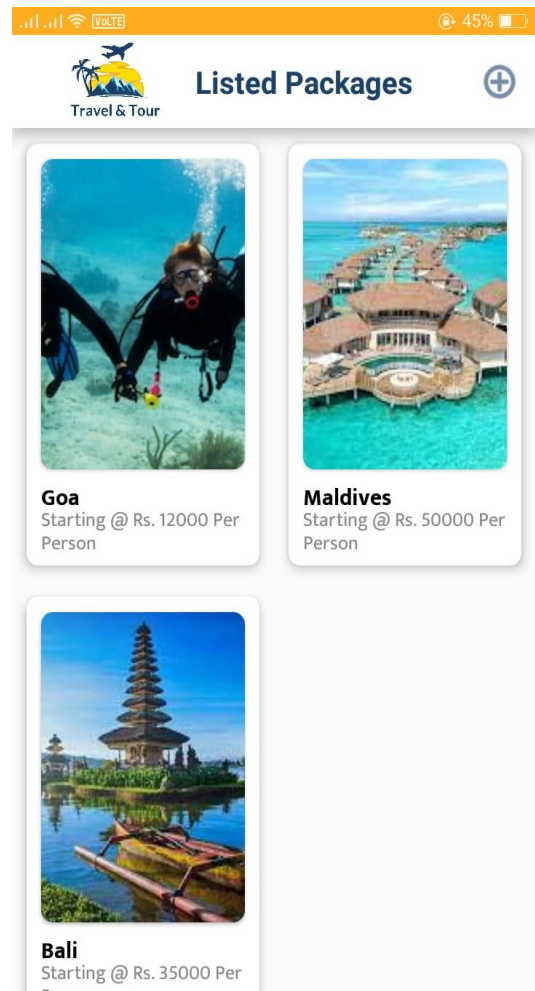 VoLTE
45%
Travel & Tour
Listed Packages
Goa
Starting @ Rs. 12000 Per
Person
Maldives
Starting @ Rs. 50000 Per
Person
Bali
Starting @ Rs. 35000 Per